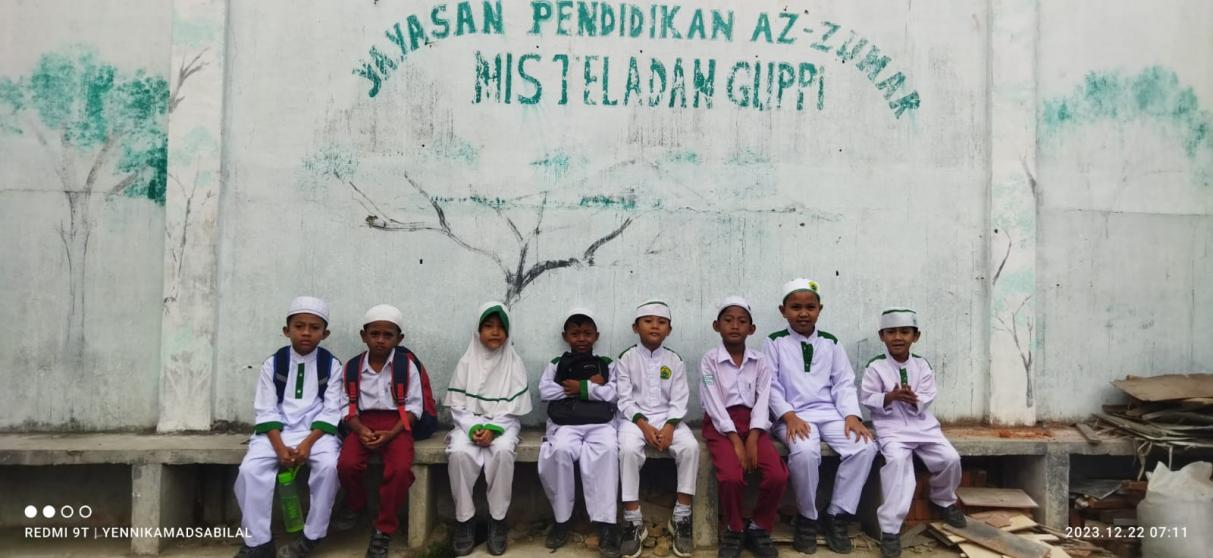 YAYASAN PENDIDIKAN AZ-ZUMAR
MIS TELADAN GUPPI
REDMI 9T | YENNIKAMADSABILAL
2023.12.22 07:11